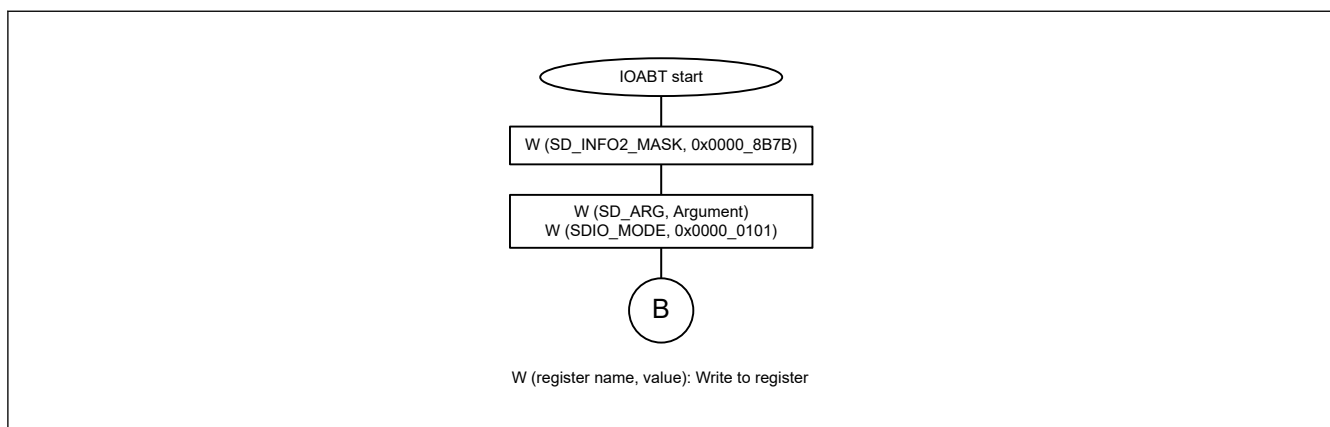 IOABT start
W (SD_INFO2_MASK, 0x0000_8B7B)
W (SD_ARG, Argument)
W (SDIO_MODE, 0x0000_0101)
B
W (register name, value): Write to register